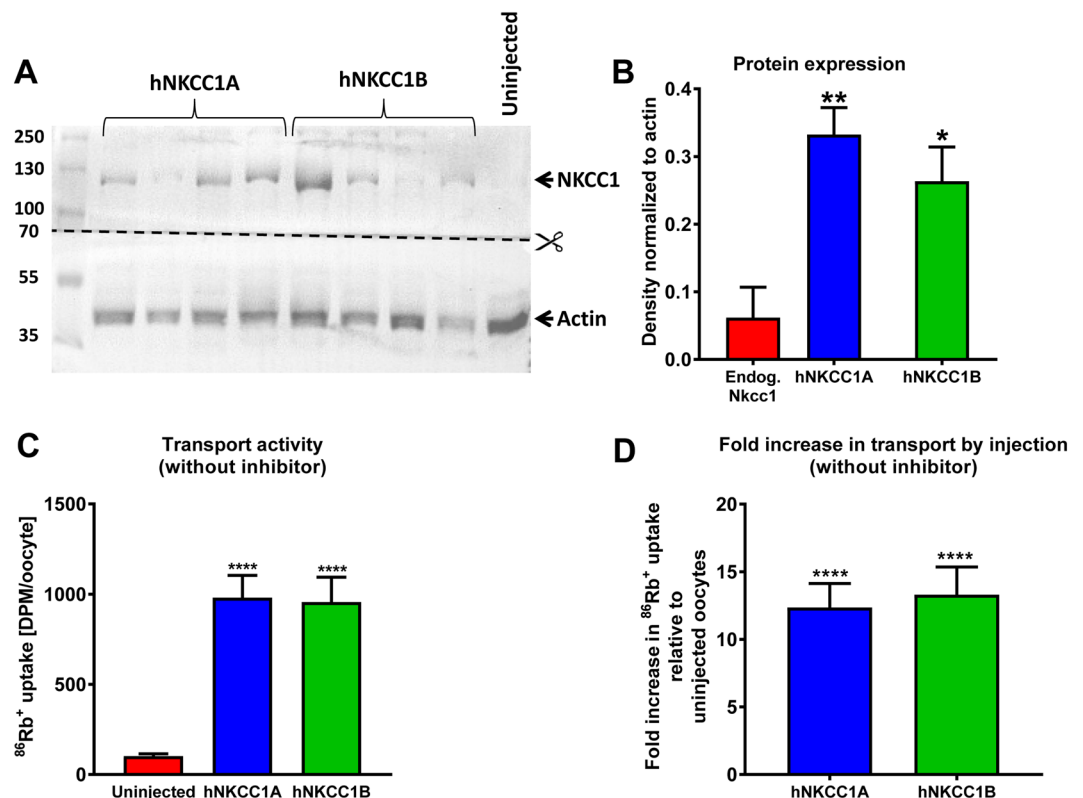 A
hNKCC1A
hNKCC1B
Uninjected
250
130
100
70
55
35
NKCC1
Actin
B
Protein expression
Density normalized to actin
0.4
0.3
0.2
0.1
0.0
**
*
Endog.
Nkcc1
hNKCC1A
hNKCC1B
C
Transport activity
(without inhibitor)
⁸⁶Rb⁺ uptake [DPM/oocyte]
1500
1000
500
0
****
****
Uninjected
hNKCC1A
hNKCC1B
D
Fold increase in transport by injection
(without inhibitor)
Fold increase in ⁸⁶Rb⁺ uptake
relative to
uninjected oocytes
20
15
10
5
0
****
****
hNKCC1A
hNKCC1B